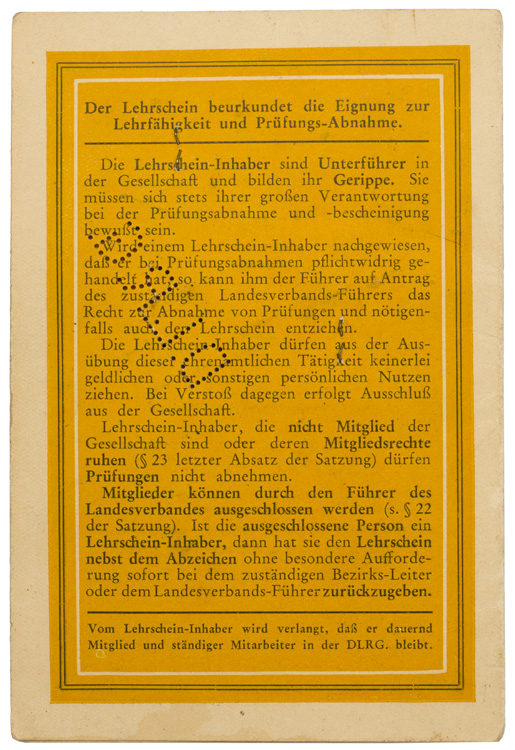 Der Lehrschein beurkundet die Eignung zur
Lehrfähigkeit und Prüfungs-Abnahme.
Die Lehrschein-Inhaber sind Unterführer in
der Gesellschaft und bilden ihr Gerippe. Sie
müssen sich stets ihrer großen Verantwortung
bei der Prüfungsabnahme und -bescheinigung
bewußt sein.
Wird einem Lehrschein-Inhaber nachgewiesen,
daß er bei Prüfungsabnahmen pflichtwidrig ge-
handelt hat, so kann ihm der Führer auf Antrag
des zuständigen Landesverbands-Führers das
Recht zur Abnahme von Prüfungen und nötigen-
falls auch den Lehrschein entziehen.
Die Lehrschein-Inhaber dürfen aus der Aus-
übung dieser ehrenamtlichen Tätigkeit keinerlei
geldlichen oder sonstigen persönlichen Nutzen
ziehen. Bei Verstoß dagegen erfolgt Ausschluß
aus der Gesellschaft.
Lehrschein-Inhaber, die nicht Mitglied der
Gesellschaft sind oder deren Mitgliedsrechte
ruhen (§ 23 letzter Absatz der Satzung) dürfen
Prüfungen nicht abnehmen.
Mitglieder können durch den Führer des
Landesverbandes ausgeschlossen werden (s. § 22
der Satzung). Ist die ausgeschlossene Person ein
Lehrschein-Inhaber, dann hat sie den Lehrschein
nebst dem Abzeichen ohne besondere Aufforde-
rung sofort bei dem zuständigen Bezirks-Leiter
oder dem Landesverbands-Führer zurückzugeben.
Vom Lehrschein-Inhaber wird verlangt, daß er dauernd
Mitglied und ständiger Mitarbeiter in der DLRG. bleibt.